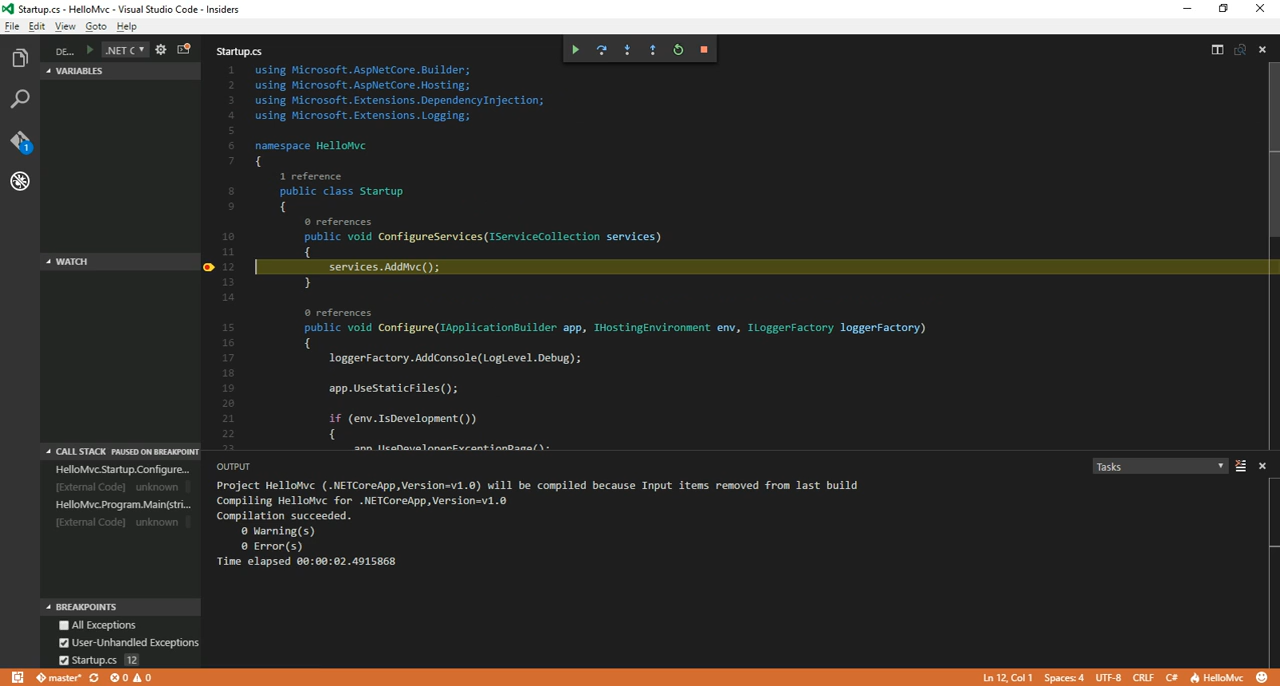 Startup.cs - HelloMvc - Visual Studio Code - Insiders
File Edit View Goto Help
DE... .NET C
VARIABLES
WATCH
CALL STACK PAUSED ON BREAKPOINT
HelloMvc.Startup.Configure...
[External Code] unknown
HelloMvc.Program.Main(stri...
[External Code] unknown
BREAKPOINTS
All Exceptions
User-Unhandled Exceptions
Startup.cs 12
1
Startup.cs
1 using Microsoft.AspNetCore.Builder;
2 using Microsoft.AspNetCore.Hosting;
3 using Microsoft.Extensions.DependencyInjection;
4 using Microsoft.Extensions.Logging;
5
6 namespace HelloMvc
7 {
1 reference
8 public class Startup
9 {
0 references
10 public void ConfigureServices(IServiceCollection services)
11 {
12 services.AddMvc();
13 }
14
0 references
15 public void Configure(IApplicationBuilder app, IHostingEnvironment env, ILoggerFactory loggerFactory)
16 {
17 loggerFactory.AddConsole(LogLevel.Debug);
18
19 app.UseStaticFiles();
20
21 if (env.IsDevelopment())
22 {
23 app.UseDeveloperExceptionPage();
OUTPUT
Tasks
Project HelloMvc (.NETCoreApp,Version=v1.0) will be compiled because Input items removed from last build
Compiling HelloMvc for .NETCoreApp,Version=v1.0
Compilation succeeded.
0 Warning(s)
0 Error(s)
Time elapsed 00:00:02.4915868
master* 0 0
Ln 12, Col 1 Spaces: 4 UTF-8 CRLF C# HelloMvc